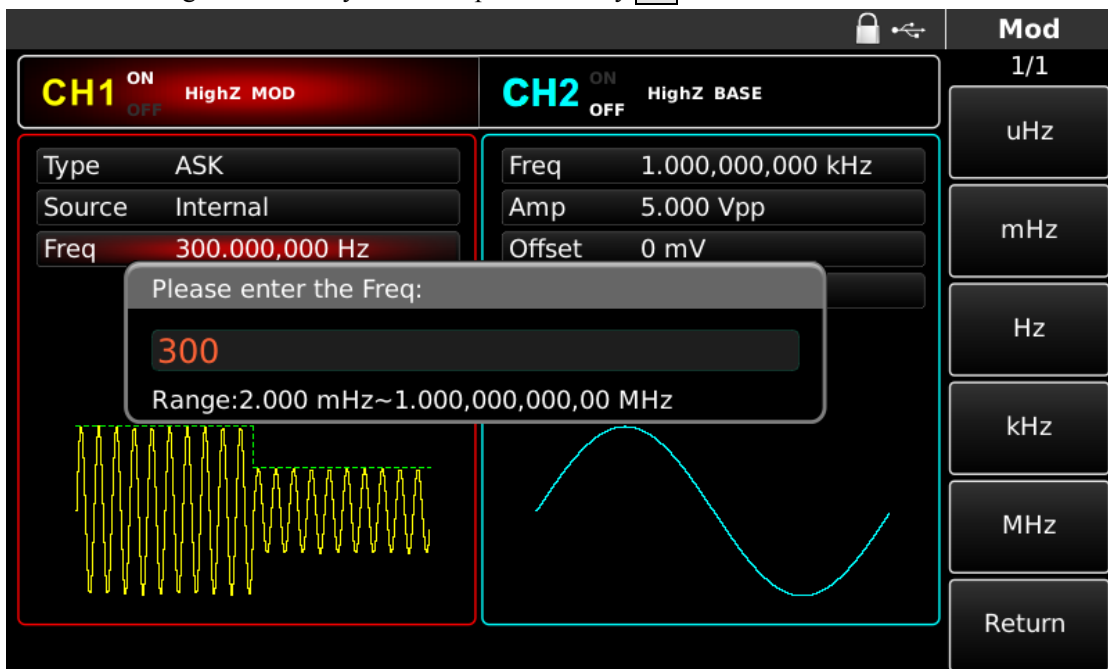 Mod
1/1
CH1 ON OFF HighZ MOD
CH2 ON OFF HighZ BASE
uHz
Type ASK
Freq 1.000,000,000 kHz
Source Internal
Amp 5.000 Vpp
mHz
Freq 300.000,000 Hz
Offset 0 mV
Please enter the Freq:
Hz
300
Range:2.000 mHz~1.000,000,000,00 MHz
kHz
MHz
Return